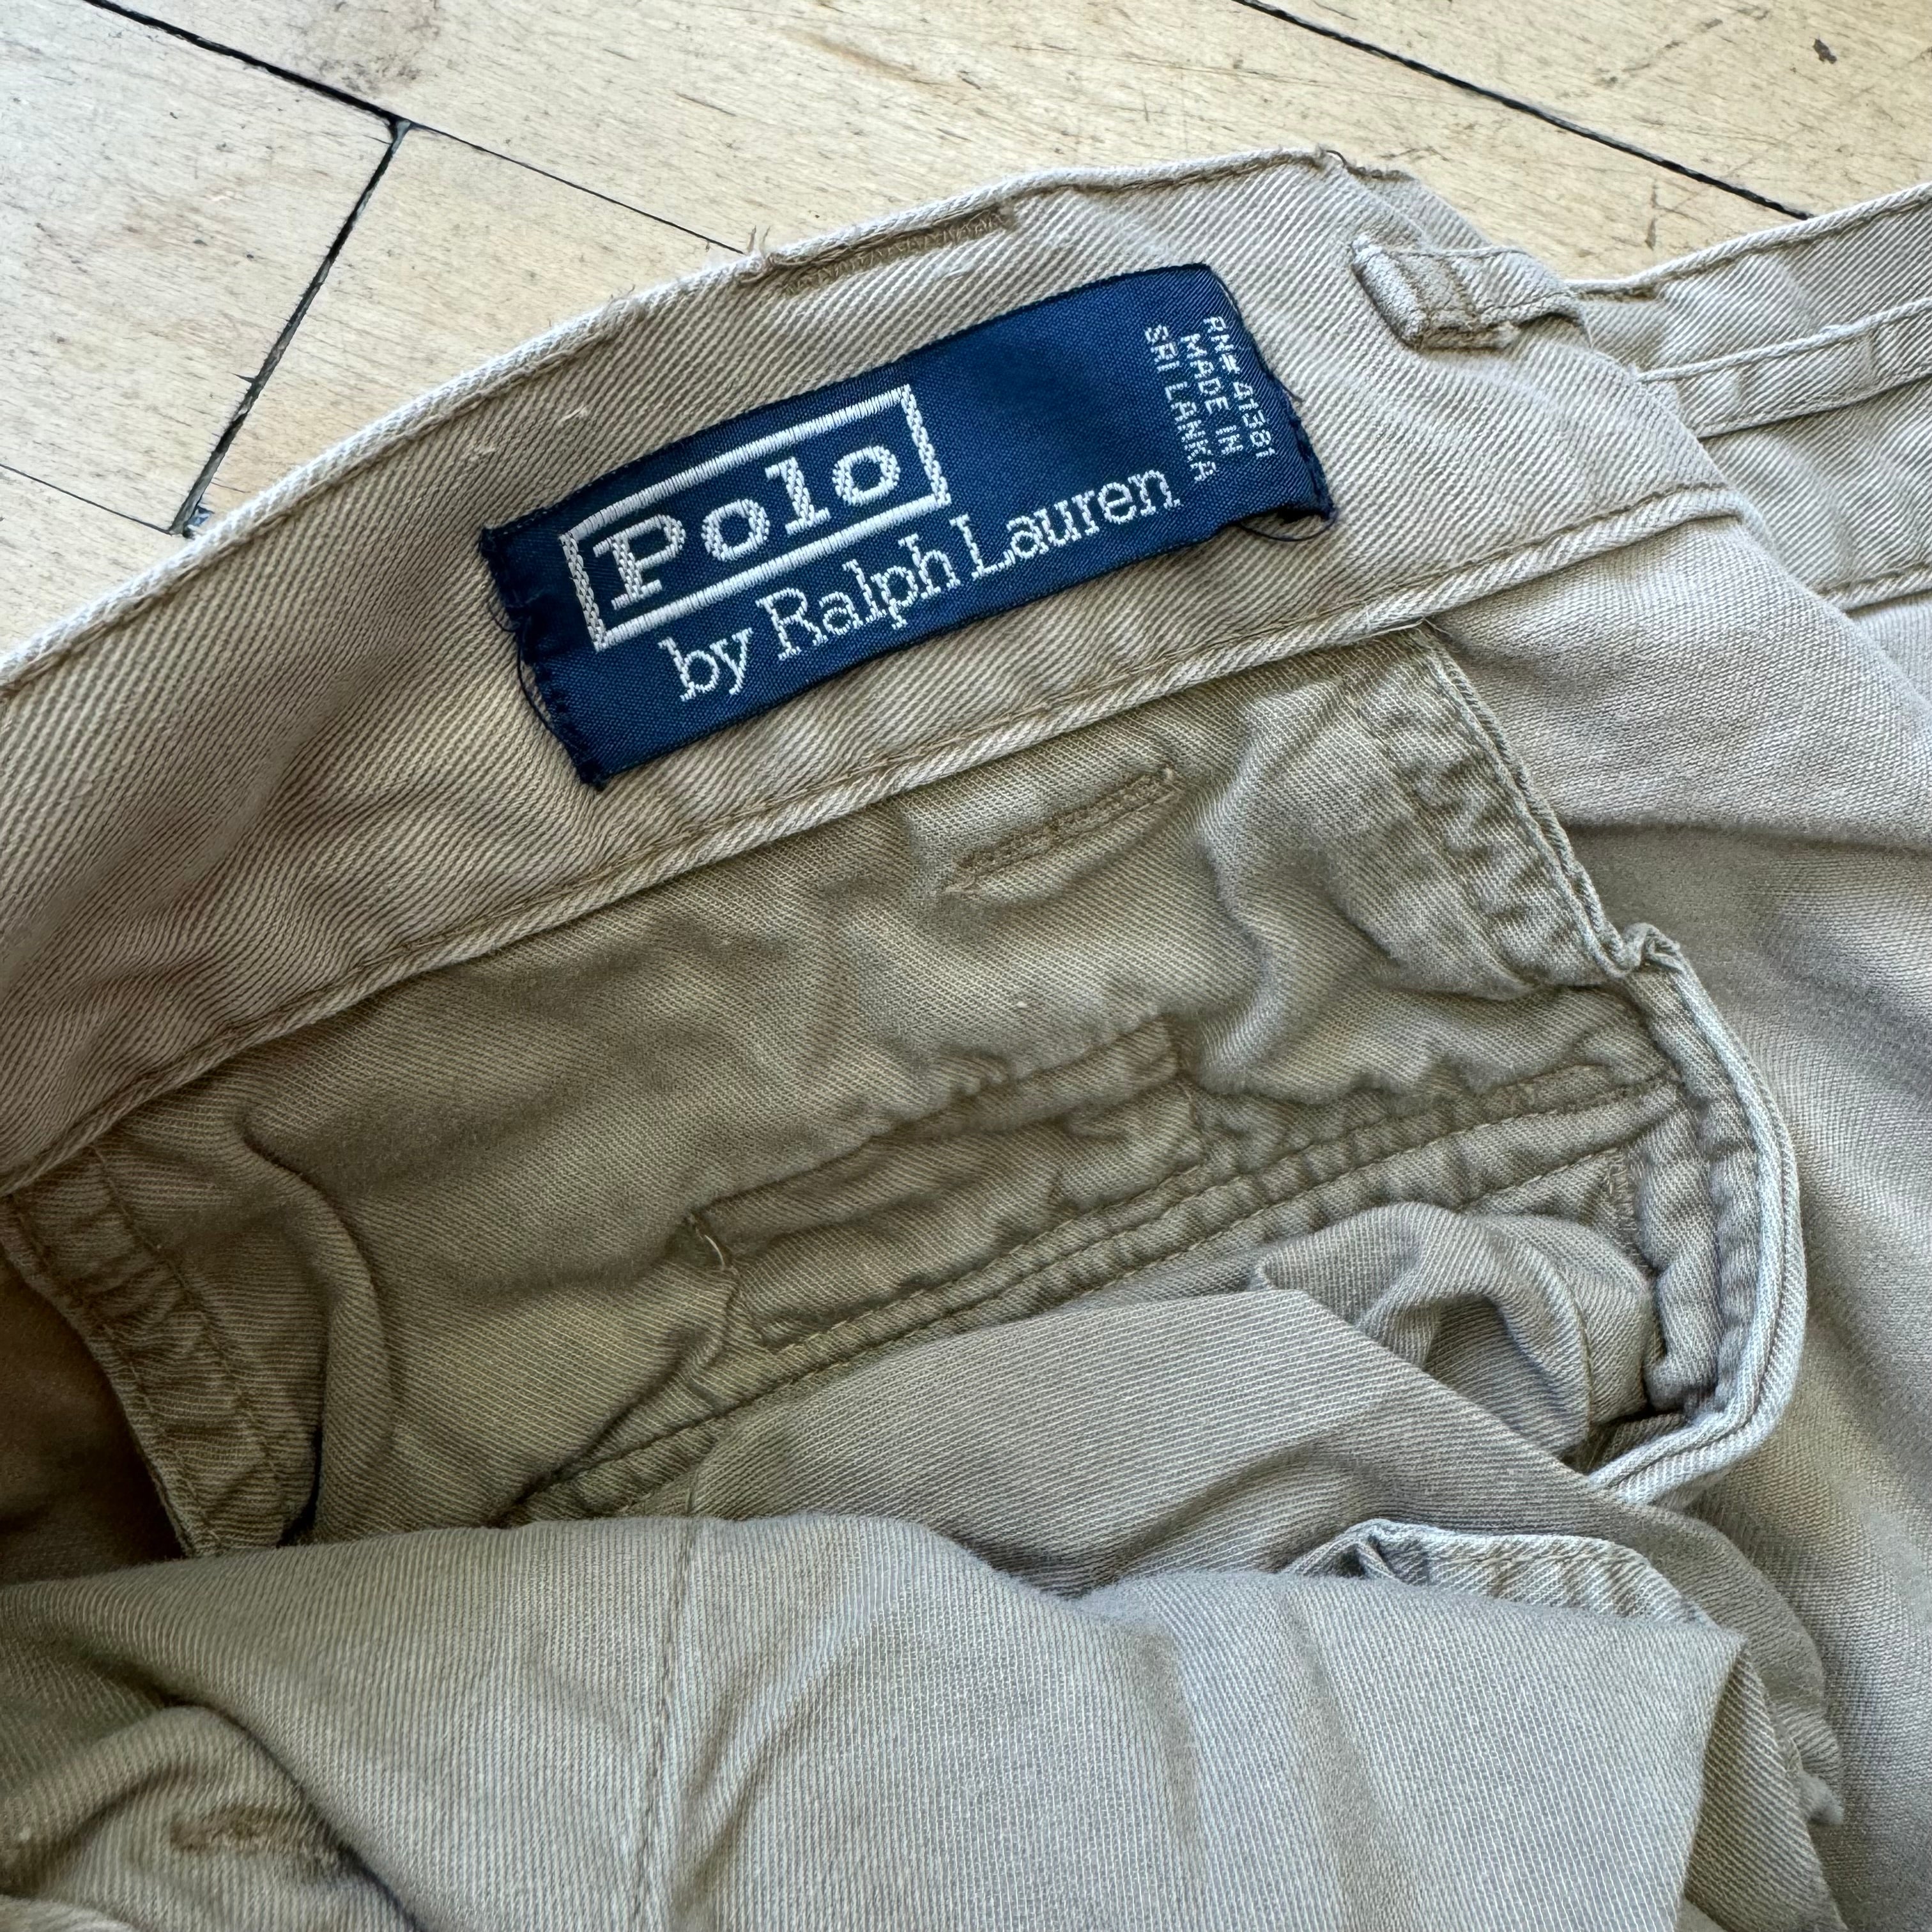 Polo
by Ralph Lauren
RN# 41381
MADE IN
SRI LANKA